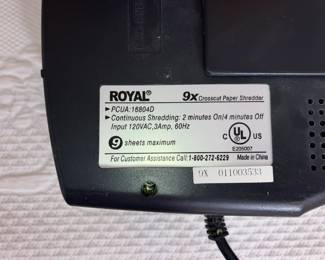 ROYAL® 9x Crosscut Paper Shredder
▸PCUA:16804D
▸Continuous Shredding: 2 minutes On/4 minutes Off
Input 120VAC,3Amp, 60Hz
9 sheets maximum
C UL US
E205007
For Customer Assistance Call:1-800-272-6229 Made in China
9X 011003533